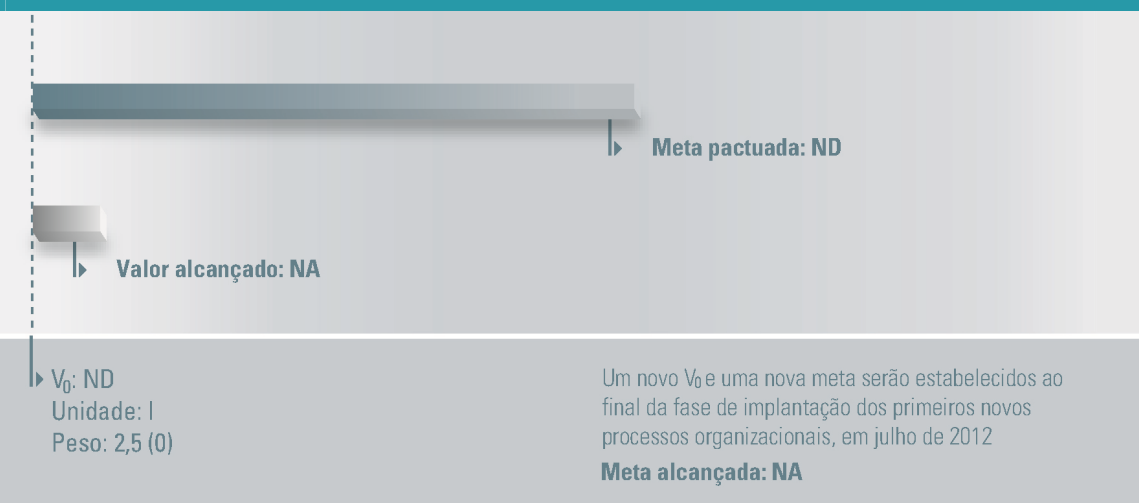 Meta pactuada: ND
Valor alcançado: NA
V₀: ND
Unidade: I
Peso: 2,5 (0)
Um novo V₀ e uma nova meta serão estabelecidos ao
final da fase de implantação dos primeiros novos
processos organizacionais, em julho de 2012
Meta alcançada: NA